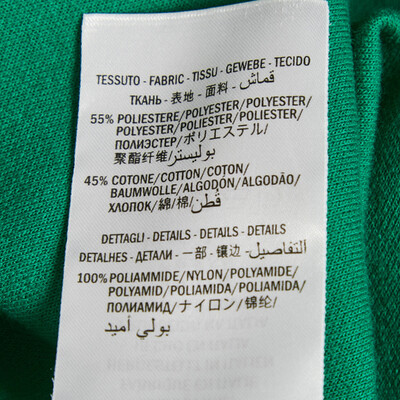 TESSUTO - FABRIC - TISSU - GEWEBE - TECIDO
ТКАНЬ - 表地 - 面料 - قماش
55% POLIESTERE/POLYESTER/POLYESTER/
POLYESTER/POLIESTER/POLIESTER/
ПОЛИЭСТЕР/ポリエステル/
聚酯纤维/بوليستر
45% COTONE/COTTON/COTON/
BAUMWOLLE/ALGODÓN/ALGODÃO/
ХЛОПОК/綿/棉/قطن
DETTAGLI - DETAILS - DETAILS - DETAILS
DETALHES - ДЕТАЛИ - 一部 - 镶边 - التفاصيل
100% POLIAMMIDE/NYLON/POLYAMIDE/
POLYAMID/POLIAMIDA/POLIAMIDA/
ПОЛИАМИД/ナイロン/锦纶/
بولي أميد